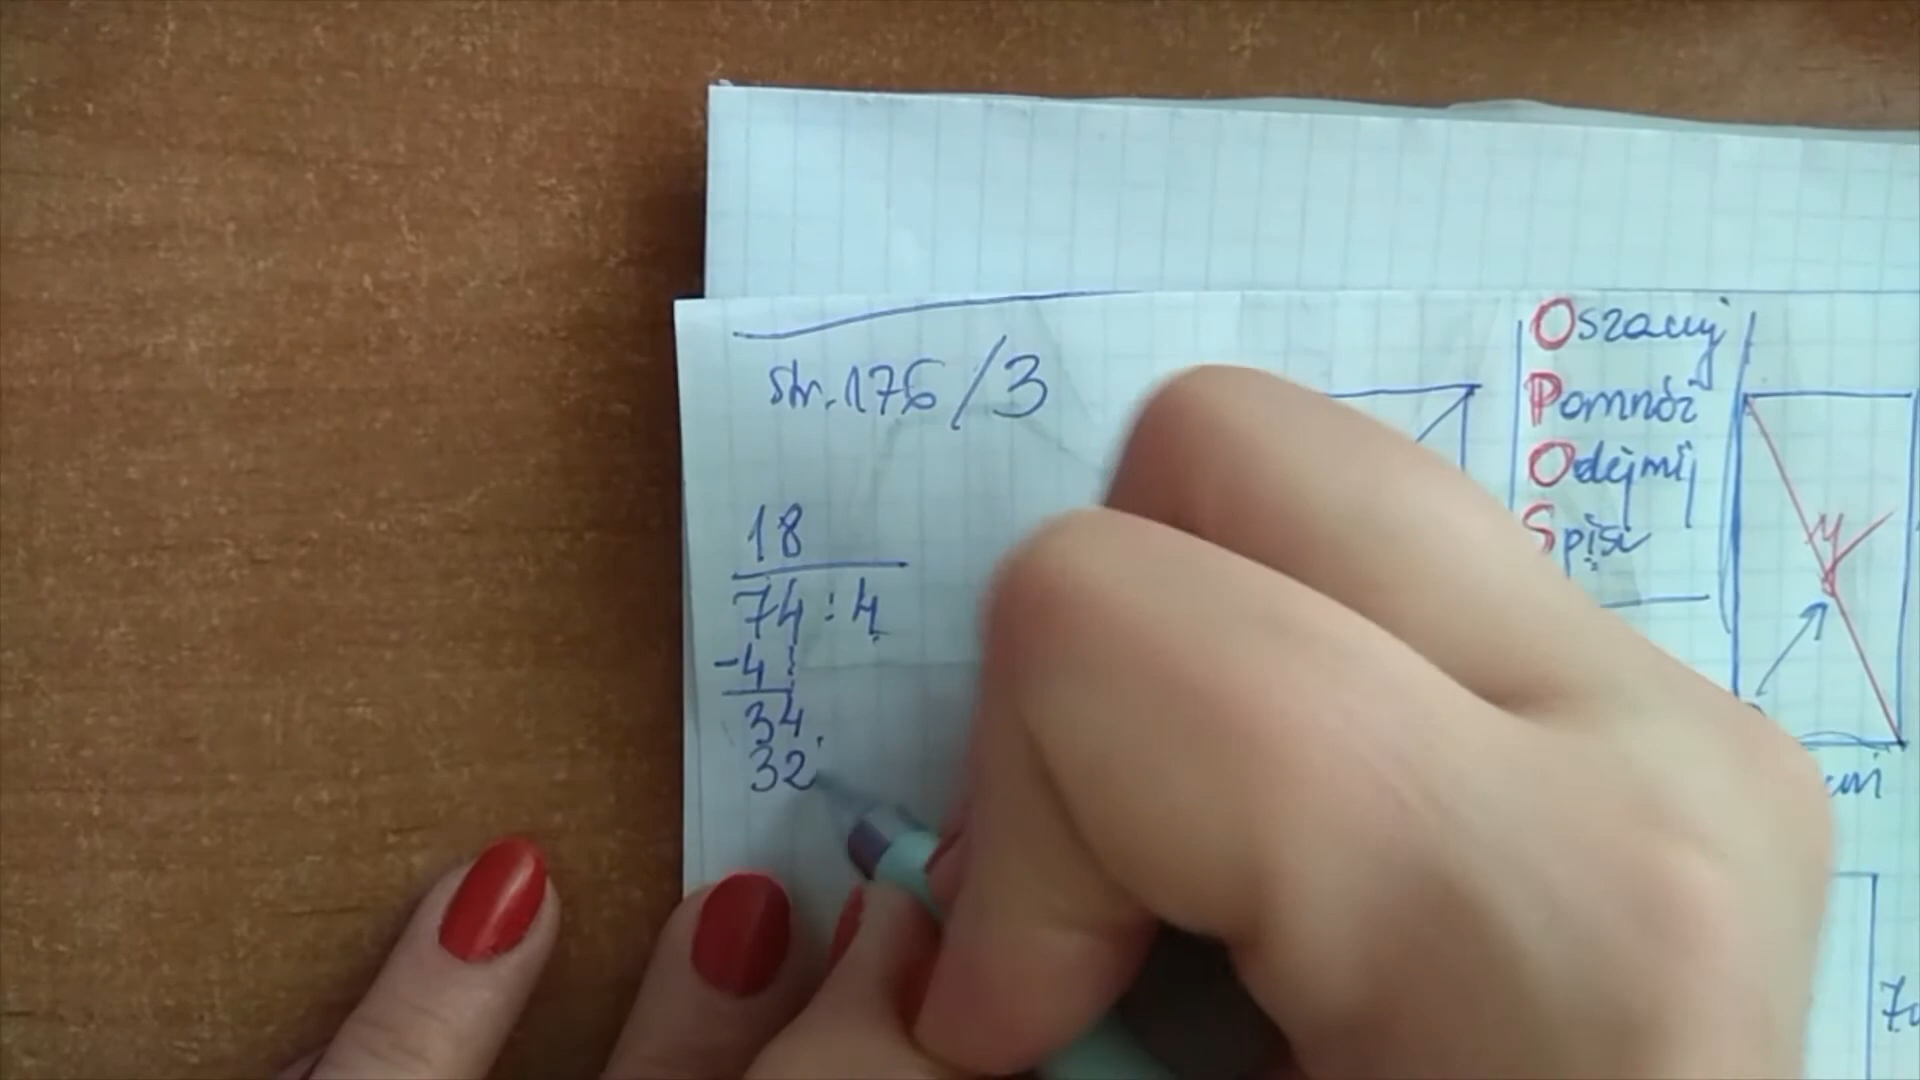 str. 176/3
18
74 : 4
-4
34
32
Oszacuj
Pomnóż
Odejmij
Spisz